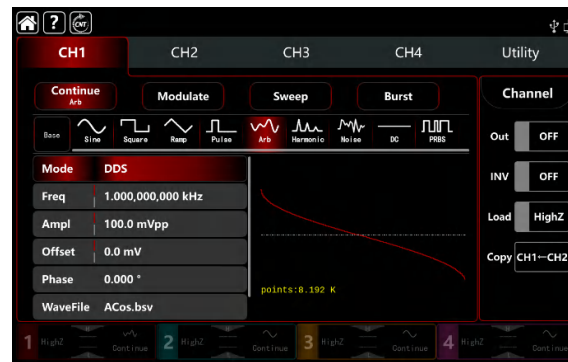 ? CNT
CH1 CH2 CH3 CH4 Utility
Continue
Arb
Modulate Sweep Burst Channel
Base Sine Square Ramp Pulse Arb Harmonic Noise DC PRBS
Out OFF
Mode DDS
INV OFF
Freq 1.000,000,000 kHz
Ampl 100.0 mVpp
Load HighZ
Offset 0.0 mV
Copy CH1←CH2
Phase 0.000 °
points:8.192 K
WaveFile ACos.bsv
1 HighZ Continue 2 HighZ Continue 3 HighZ Continue 4 HighZ Continue